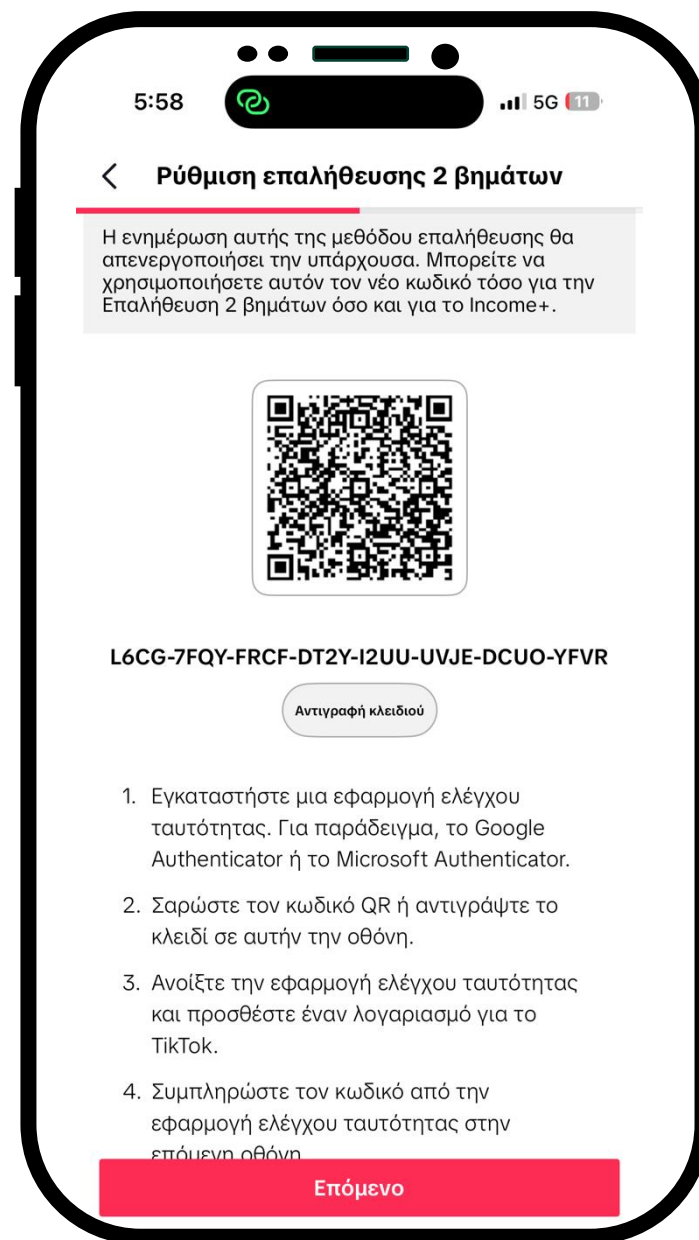 5:58
5G 11
Ρύθμιση επαλήθευσης 2 βημάτων
Η ενημέρωση αυτής της μεθόδου επαλήθευσης θα
απενεργοποιήσει την υπάρχουσα. Μπορείτε να
χρησιμοποιήσετε αυτόν τον νέο κωδικό τόσο για την
Επαλήθευση 2 βημάτων όσο και για το Income+.
L6CG-7FQY-FRCF-DT2Y-I2UU-UVJE-DCUO-YFVR
Αντιγραφή κλειδιού
1. Εγκαταστήστε μια εφαρμογή ελέγχου
ταυτότητας. Για παράδειγμα, το Google
Authenticator ή το Microsoft Authenticator.
2. Σαρώστε τον κωδικό QR ή αντιγράψτε το
κλειδί σε αυτήν την οθόνη.
3. Ανοίξτε την εφαρμογή ελέγχου ταυτότητας
και προσθέστε έναν λογαριασμό για το
TikTok.
4. Συμπληρώστε τον κωδικό από την
εφαρμογή ελέγχου ταυτότητας στην
επόμενη οθόνη
Επόμενο